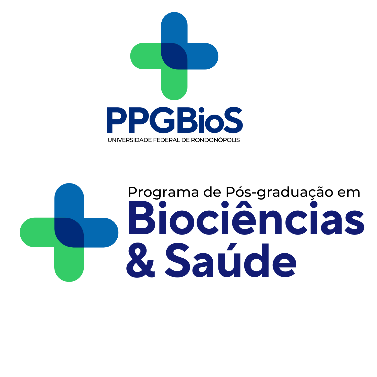 PPGBioS
UNIVERSIDADE FEDERAL DE RONDONÓPOLIS
Programa de Pós-graduação em
Biociências
& Saúde